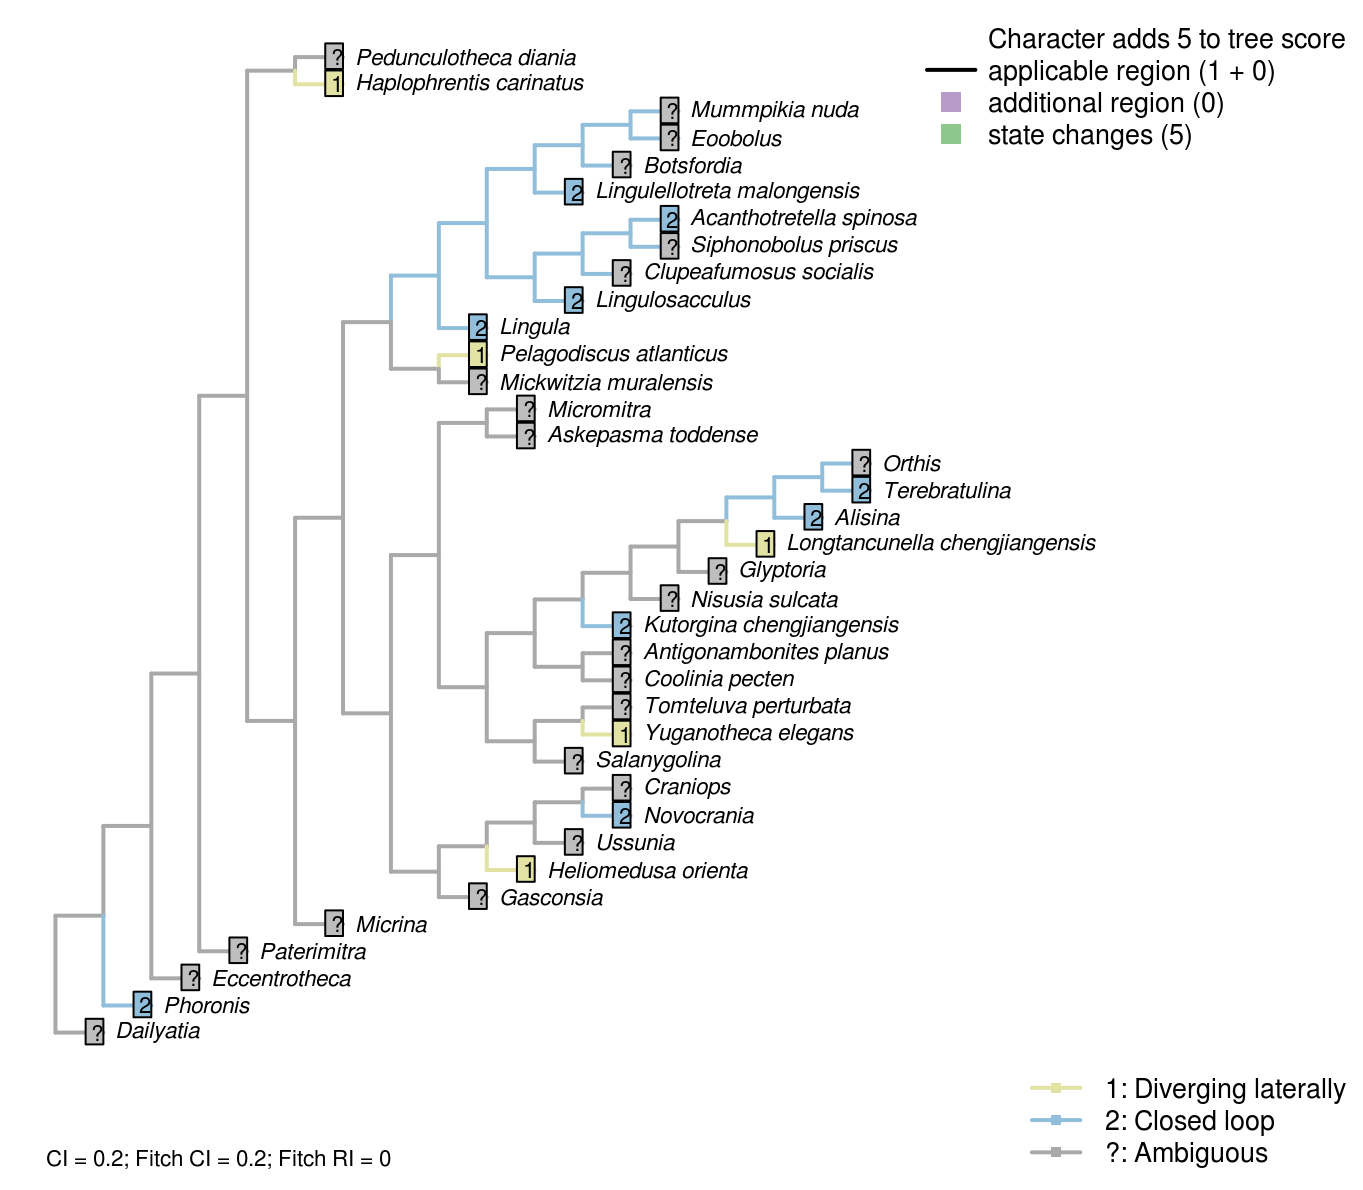 Character adds 5 to tree score
applicable region (1 + 0)
additional region (0)
state changes (5)
? Pedunculotheca diania
1 Haplophrentis carinatus
? Mummpikia nuda
? Eoobolus
? Botsfordia
2 Lingulellotreta malongensis
2 Acanthotretella spinosa
? Siphonobolus priscus
? Clupeafumosus socialis
2 Lingulosacculus
2 Lingula
1 Pelagodiscus atlanticus
? Mickwitzia muralensis
? Micromitra
? Askepasma toddense
? Orthis
2 Terebratulina
2 Alisina
1 Longtancunella chengjiangensis
? Glyptoria
? Nisusia sulcata
2 Kutorgina chengjiangensis
? Antigonambonites planus
? Coolinia pecten
? Tomteluva perturbata
1 Yuganotheca elegans
? Salanygolina
? Craniops
2 Novocrania
? Ussunia
1 Heliomedusa orienta
? Gasconsia
? Micrina
? Paterimitra
? Eccentrotheca
2 Phoronis
? Dailyatia
1: Diverging laterally
2: Closed loop
?: Ambiguous
CI = 0.2; Fitch CI = 0.2; Fitch RI = 0